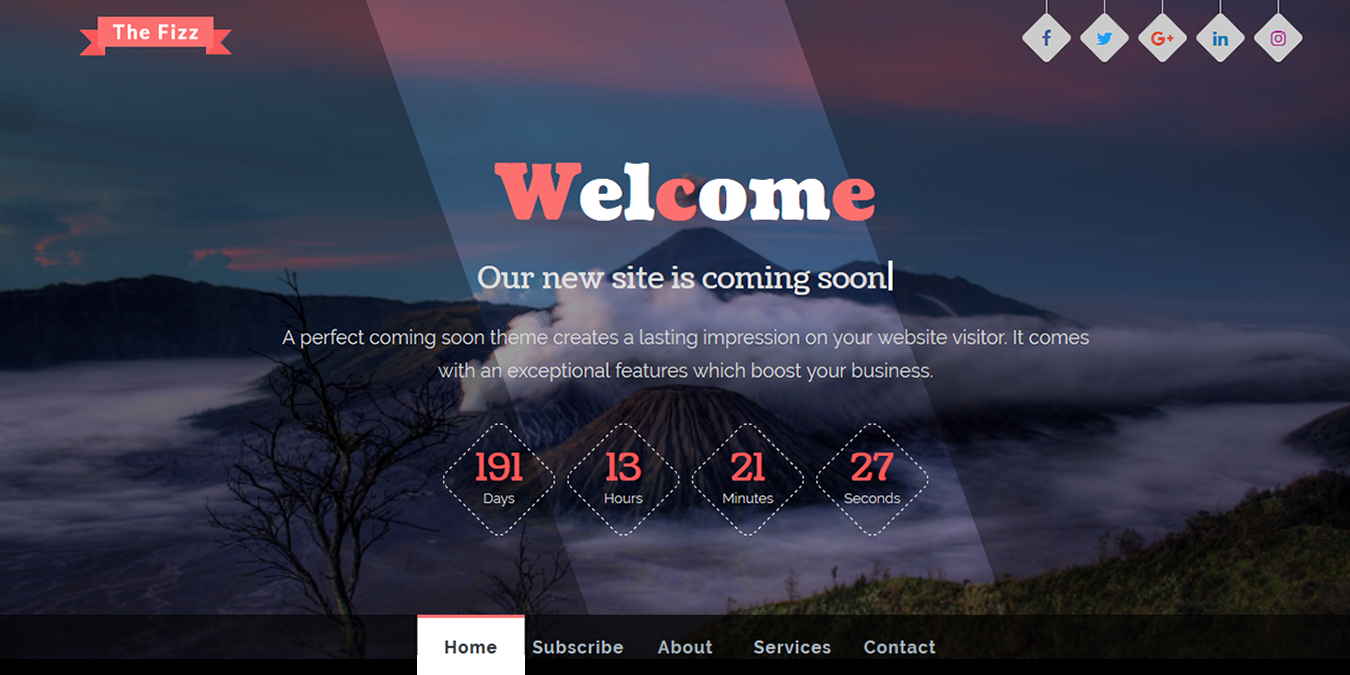 The Fizz
Welcome
Our new site is coming soon
A perfect coming soon theme creates a lasting impression on your website visitor. It comes
with an exceptional features which boost your business.
191 13 21 27
Days Hours Minutes Seconds
Home Subscribe About Services Contact